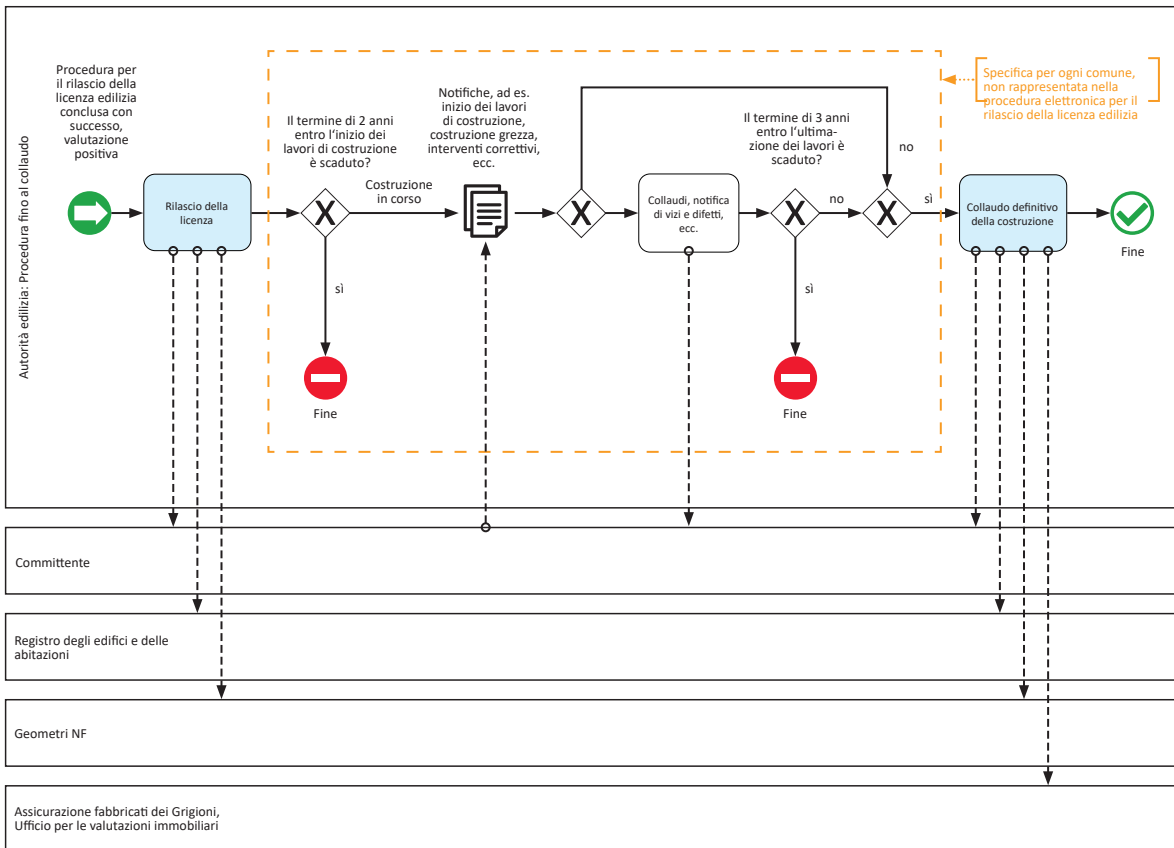 Autorità edilizia: Procedura fino al collaudo
Procedura per
il rilascio della
licenza edilizia
conclusa con
successo,
valutazione
positiva
Rilascio della
licenza
Il termine di 2 anni
entro l‘inizio dei
lavori di costruzione
è scaduto?
Costruzione
in corso
sì
Fine
Notifiche, ad es.
inizio dei lavori
di costruzione,
costruzione grezza,
interventi correttivi,
ecc.
Collaudi, notifica
di vizi e difetti,
ecc.
Il termine di 3 anni
entro l‘ultima-
zione dei lavori è
scaduto?
no
no
sì
Fine
sì
Specifica per ogni comune,
non rappresentata nella
procedura elettronica per il
rilascio della licenza edilizia
Collaudo definitivo
della costruzione
Fine
Committente
Registro degli edifici e delle
abitazioni
Geometri NF
Assicurazione fabbricati dei Grigioni,
Ufficio per le valutazioni immobiliari